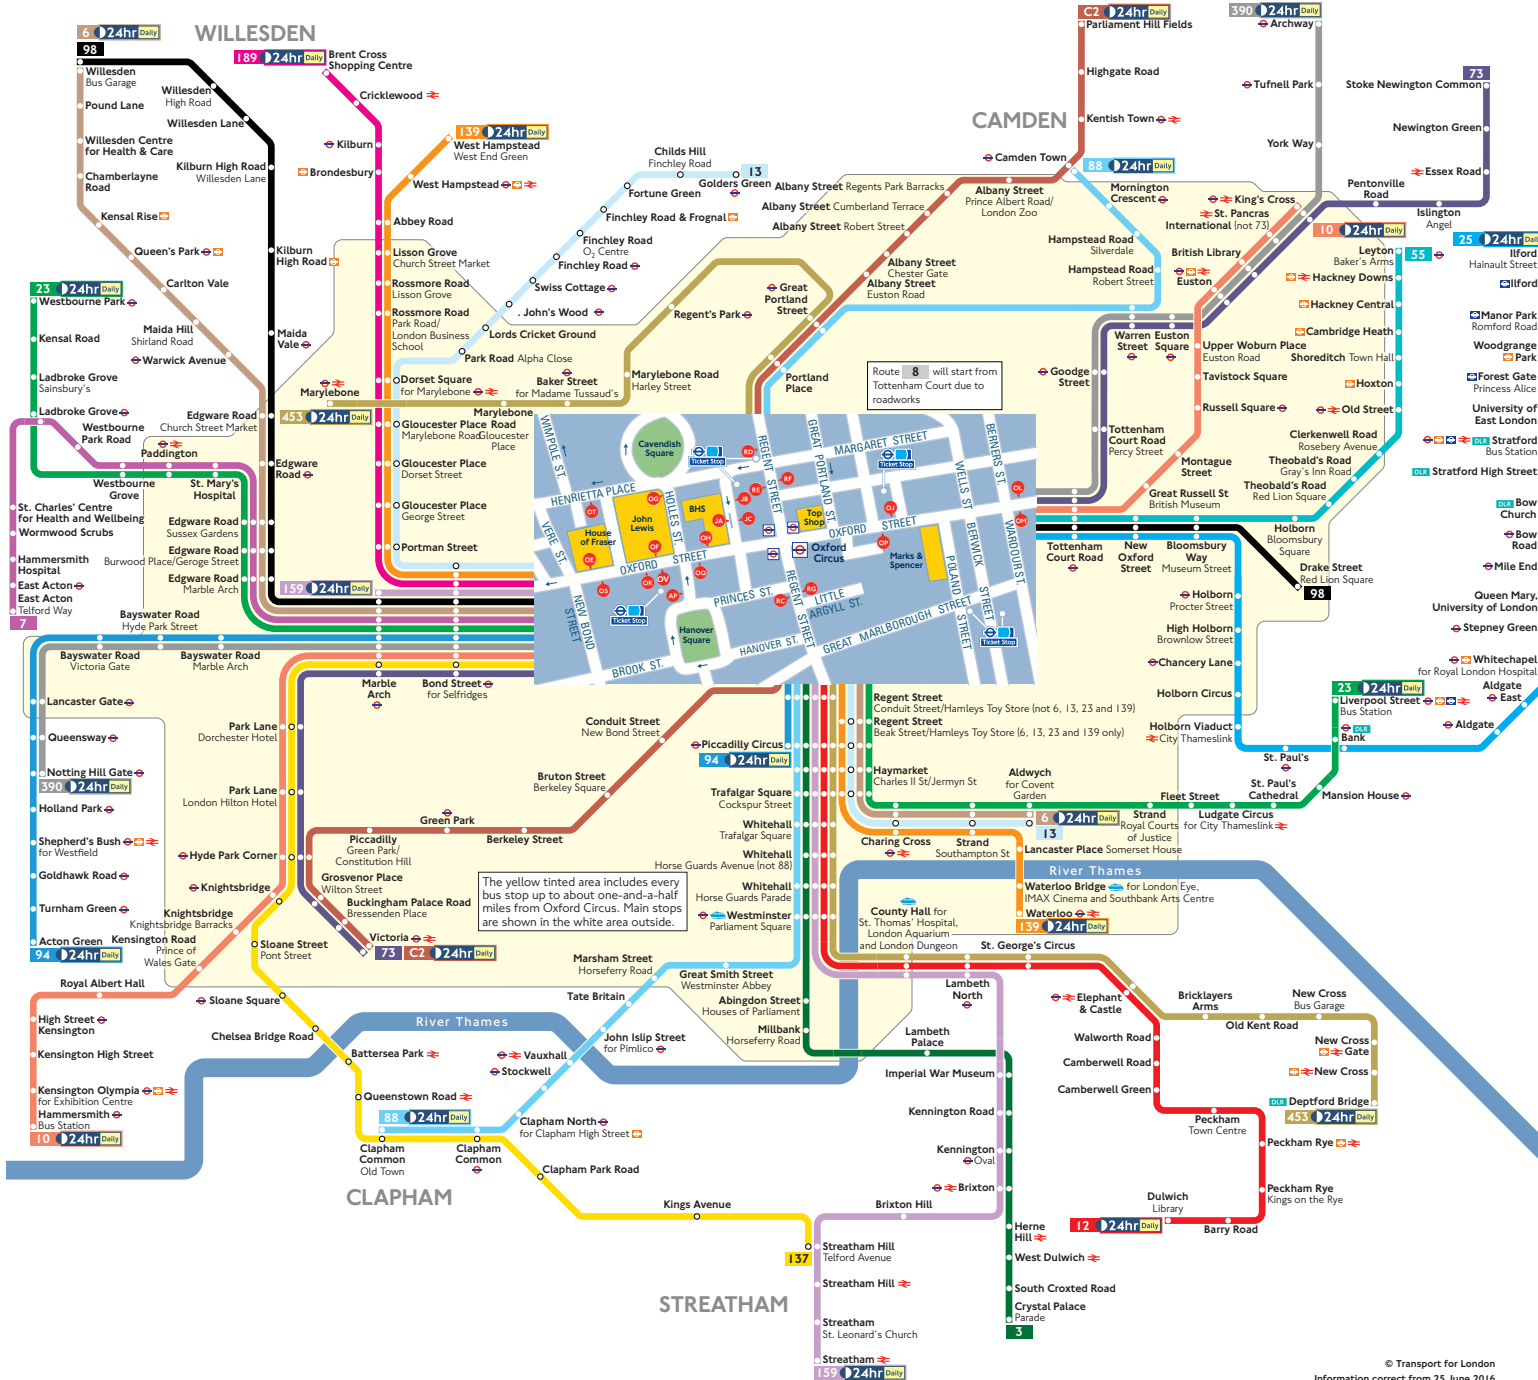 6 24hr Daily
98
WILLESDEN
189 24hr Daily
Brent Cross
Shopping Centre
C2 24hr Daily
Parliament Hill Fields
390 24hr Daily
Archway
Willesden
Bus Garage
Willesden
High Road
Cricklewood
Pound Lane
Willesden Lane
Highgate Road
Tufnell Park
73
Stoke Newington Common
CAMDEN
Kentish Town
Newington Green
139 24hr Daily
West Hampstead
West End Green
Kilburn
Willesden Centre
for Health & Care
York Way
Childs Hill
Finchley Road
Camden Town
88 24hr Daily
Kilburn High Road
Willesden Lane
Brondesbury
Chamberlayne
Road
West Hampstead
Fortune Green
13
Golders Green
Albany Street Regents Park Barracks
Albany Street
Prince Albert Road/
London Zoo
Mornington
Crescent
Essex Road
Pentonville
Road
Albany Street Cumberland Terrace
King's Cross
St. Pancras
International (not 73)
Islington
Angel
Kensal Rise
Abbey Road
Finchley Road & Frognal
Albany Street Robert Street
10 24hr Daily
25 24hr Daily
Ilford
Hainault Street
Queen's Park
Kilburn
High Road
Lisson Grove
Church Street Market
Finchley Road
O2 Centre
Finchley Road
Hampstead Road
Silverdale
British Library
Leyton
Baker's Arms
55
Albany Street
Chester Gate
Albany Street
Euston Road
Hampstead Road
Robert Street
Euston
Hackney Downs
Ilford
23 24hr Daily
Westbourne Park
Carlton Vale
Rossmore Road
Lisson Grove
Swiss Cottage
Great
Portland
Street
Hackney Central
Kensal Road
Maida Hill
Shirland Road
Rossmore Road
Park Road/
London Business
School
. John's Wood
Regent's Park
Manor Park
Romford Road
Maida
Vale
Lords Cricket Ground
Warren
Street
Euston
Square
Cambridge Heath
Warwick Avenue
Park Road Alpha Close
Upper Woburn Place
Euston Road
Shoreditch Town Hall
Woodgrange
Park
Ladbroke Grove
Sainsbury's
Marylebone
Dorset Square
for Marylebone
Baker Street
for Madame Tussaud's
Marylebone Road
Harley Street
Portland
Place
Route 8 will start from
Tottenham Court due to
roadworks
Goodge
Street
Tavistock Square
Hoxton
Forest Gate
Princess Alice
Ladbroke Grove
Edgware Road
Church Street Market
453 24hr Daily
Gloucester Place
Marylebone Road
Marylebone
Road
Gloucester
Place
Russell Square
Old Street
University of
East London
Westbourne
Park Road
Paddington
Tottenham
Court Road
Percy Street
Clerkenwell Road
Rosebery Avenue
DLR Stratford
Bus Station
Westbourne
Grove
St. Mary's
Hospital
Edgware
Road
Gloucester Place
Dorset Street
Montague
Street
Theobald's Road
Gray's Inn Road
DLR Stratford High Street
Great Russell St
British Museum
Theobald's Road
Red Lion Square
St. Charles' Centre
for Health and Wellbeing
Wormwood Scrubs
Edgware Road
Sussex Gardens
Gloucester Place
George Street
DLR Bow
Church
Hammersmith
Hospital
Edgware Road
Burwood Place/Geroge Street
Portman Street
Tottenham
Court Road
New
Oxford
Street
Bloomsbury
Way
Museum Street
Holborn
Bloomsbury
Square
Bow
Road
East Acton
East Acton
Telford Way
7
Edgware Road
Marble Arch
159 24hr Daily
Drake Street
Red Lion Square
98
Mile End
Bayswater Road
Hyde Park Street
Holborn
Procter Street
Queen Mary,
University of London
WIMPOLE ST.
Cavendish
Square
Ticket Stop
RD
REGENT STREET
GREAT PORTLAND ST.
MARGARET STREET
Ticket Stop
WELLS ST.
BERNERS ST.
HENRIETTA PLACE
OG
HOLLES ST.
BHS
JB
RE
RF
OL
OT
John
Lewis
JA
JC
Top
Shop
OJ
OM
VERE ST.
House
of Fraser
OE
OF
OH
OXFORD STREET
Oxford
Circus
OP
Marks &
Spencer
BERWICK STREET
WARDOUR ST.
OS
OXFORD STREET
OR
OV
OQ
AP
Ticket Stop
PRINCES ST.
REGENT STREET
RG
RC
LITTLE
ARGYLL ST.
POLAND STREET
NEW BOND STREET
Hanover
Square
HANOVER ST.
GREAT MARLBOROUGH STREET
Ticket Stop
BROOK ST.
Bayswater Road
Victoria Gate
Bayswater Road
Marble Arch
Marble
Arch
Bond Street
for Selfridges
High Holborn
Brownlow Street
Stepney Green
Chancery Lane
Whitechapel
for Royal London Hospital
Lancaster Gate
Regent Street
Conduit Street/Hamleys Toy Store (not 6, 13, 23 and 139)
Regent Street
Beak Street/Hamleys Toy Store (6, 13, 23 and 139 only)
Holborn Circus
23 24hr Daily
Liverpool Street
Bus Station
Aldgate
East
Park Lane
Dorchester Hotel
Conduit Street
New Bond Street
Queensway
Piccadilly Circus
94 24hr Daily
Holborn Viaduct
City Thameslink
DLR
Bank
Aldgate
Notting Hill Gate
390 24hr Daily
Bruton Street
Berkeley Square
Haymarket
Charles II St/Jermyn St
Aldwych
for Covent
Garden
St. Paul's
Park Lane
London Hilton Hotel
Trafalgar Square
Cockspur Street
Fleet Street
St. Paul's
Cathedral
Mansion House
Holland Park
Green Park
6 24hr Daily
13
Strand
Royal Courts
of Justice
Ludgate Circus
for City Thameslink
Shepherd's Bush
for Westfield
Piccadilly
Green Park/
Constitution Hill
Berkeley Street
Whitehall
Trafalgar Square
Charing Cross
Strand
Southampton St
Lancaster Place Somerset House
Hyde Park Corner
Whitehall
Horse Guards Avenue (not 88)
River Thames
Goldhawk Road
Knightsbridge
Grosvenor Place
Wilton Street
The yellow tinted area includes every
bus stop up to about one-and-a-half
miles from Oxford Circus. Main stops
are shown in the white area outside.
Whitehall
Horse Guards Parade
Waterloo Bridge for London Eye,
IMAX Cinema and Southbank Arts Centre
Turnham Green
Knightsbridge
Knightsbridge Barracks
Buckingham Palace Road
Bressenden Place
Westminster
Parliament Square
County Hall for
St. Thomas' Hospital,
London Aquarium
and London Dungeon
Waterloo
139 24hr Daily
Acton Green
94 24hr Daily
Kensington Road
Prince of
Wales Gate
Sloane Street
Pont Street
Victoria
73 C2 24hr Daily
St. George's Circus
Marsham Street
Horseferry Road
Great Smith Street
Westminster Abbey
Royal Albert Hall
Sloane Square
Tate Britain
Abingdon Street
Houses of Parliament
Lambeth
North
Elephant
& Castle
Bricklayers
Arms
New Cross
Bus Garage
High Street
Kensington
River Thames
Old Kent Road
Chelsea Bridge Road
John Islip Street
for Pimlico
Millbank
Horseferry Road
Lambeth
Palace
Walworth Road
New Cross
Gate
Kensington High Street
Battersea Park
Vauxhall
Stockwell
Imperial War Museum
Camberwell Road
New Cross
Kensington Olympia
for Exhibition Centre
Queenstown Road
Camberwell Green
DLR Deptford Bridge
453 24hr Daily
Hammersmith
Bus Station
10 24hr Daily
88 24hr Daily
Clapham North
for Clapham High Street
Kennington Road
Peckham
Town Centre
Clapham
Common
Old Town
Clapham
Common
Kennington
Oval
Peckham Rye
Clapham Park Road
CLAPHAM
Brixton
Peckham Rye
Kings on the Rye
Kings Avenue
Brixton Hill
Dulwich
Library
12 24hr Daily
Barry Road
137
Streatham Hill
Telford Avenue
Herne
Hill
West Dulwich
Streatham Hill
South Croxted Road
STREATHAM
Crystal Palace
Parade
3
Streatham
St. Leonard's Church
Streatham
159 24hr Daily
© Transport for London
Information correct from 25 June 2016